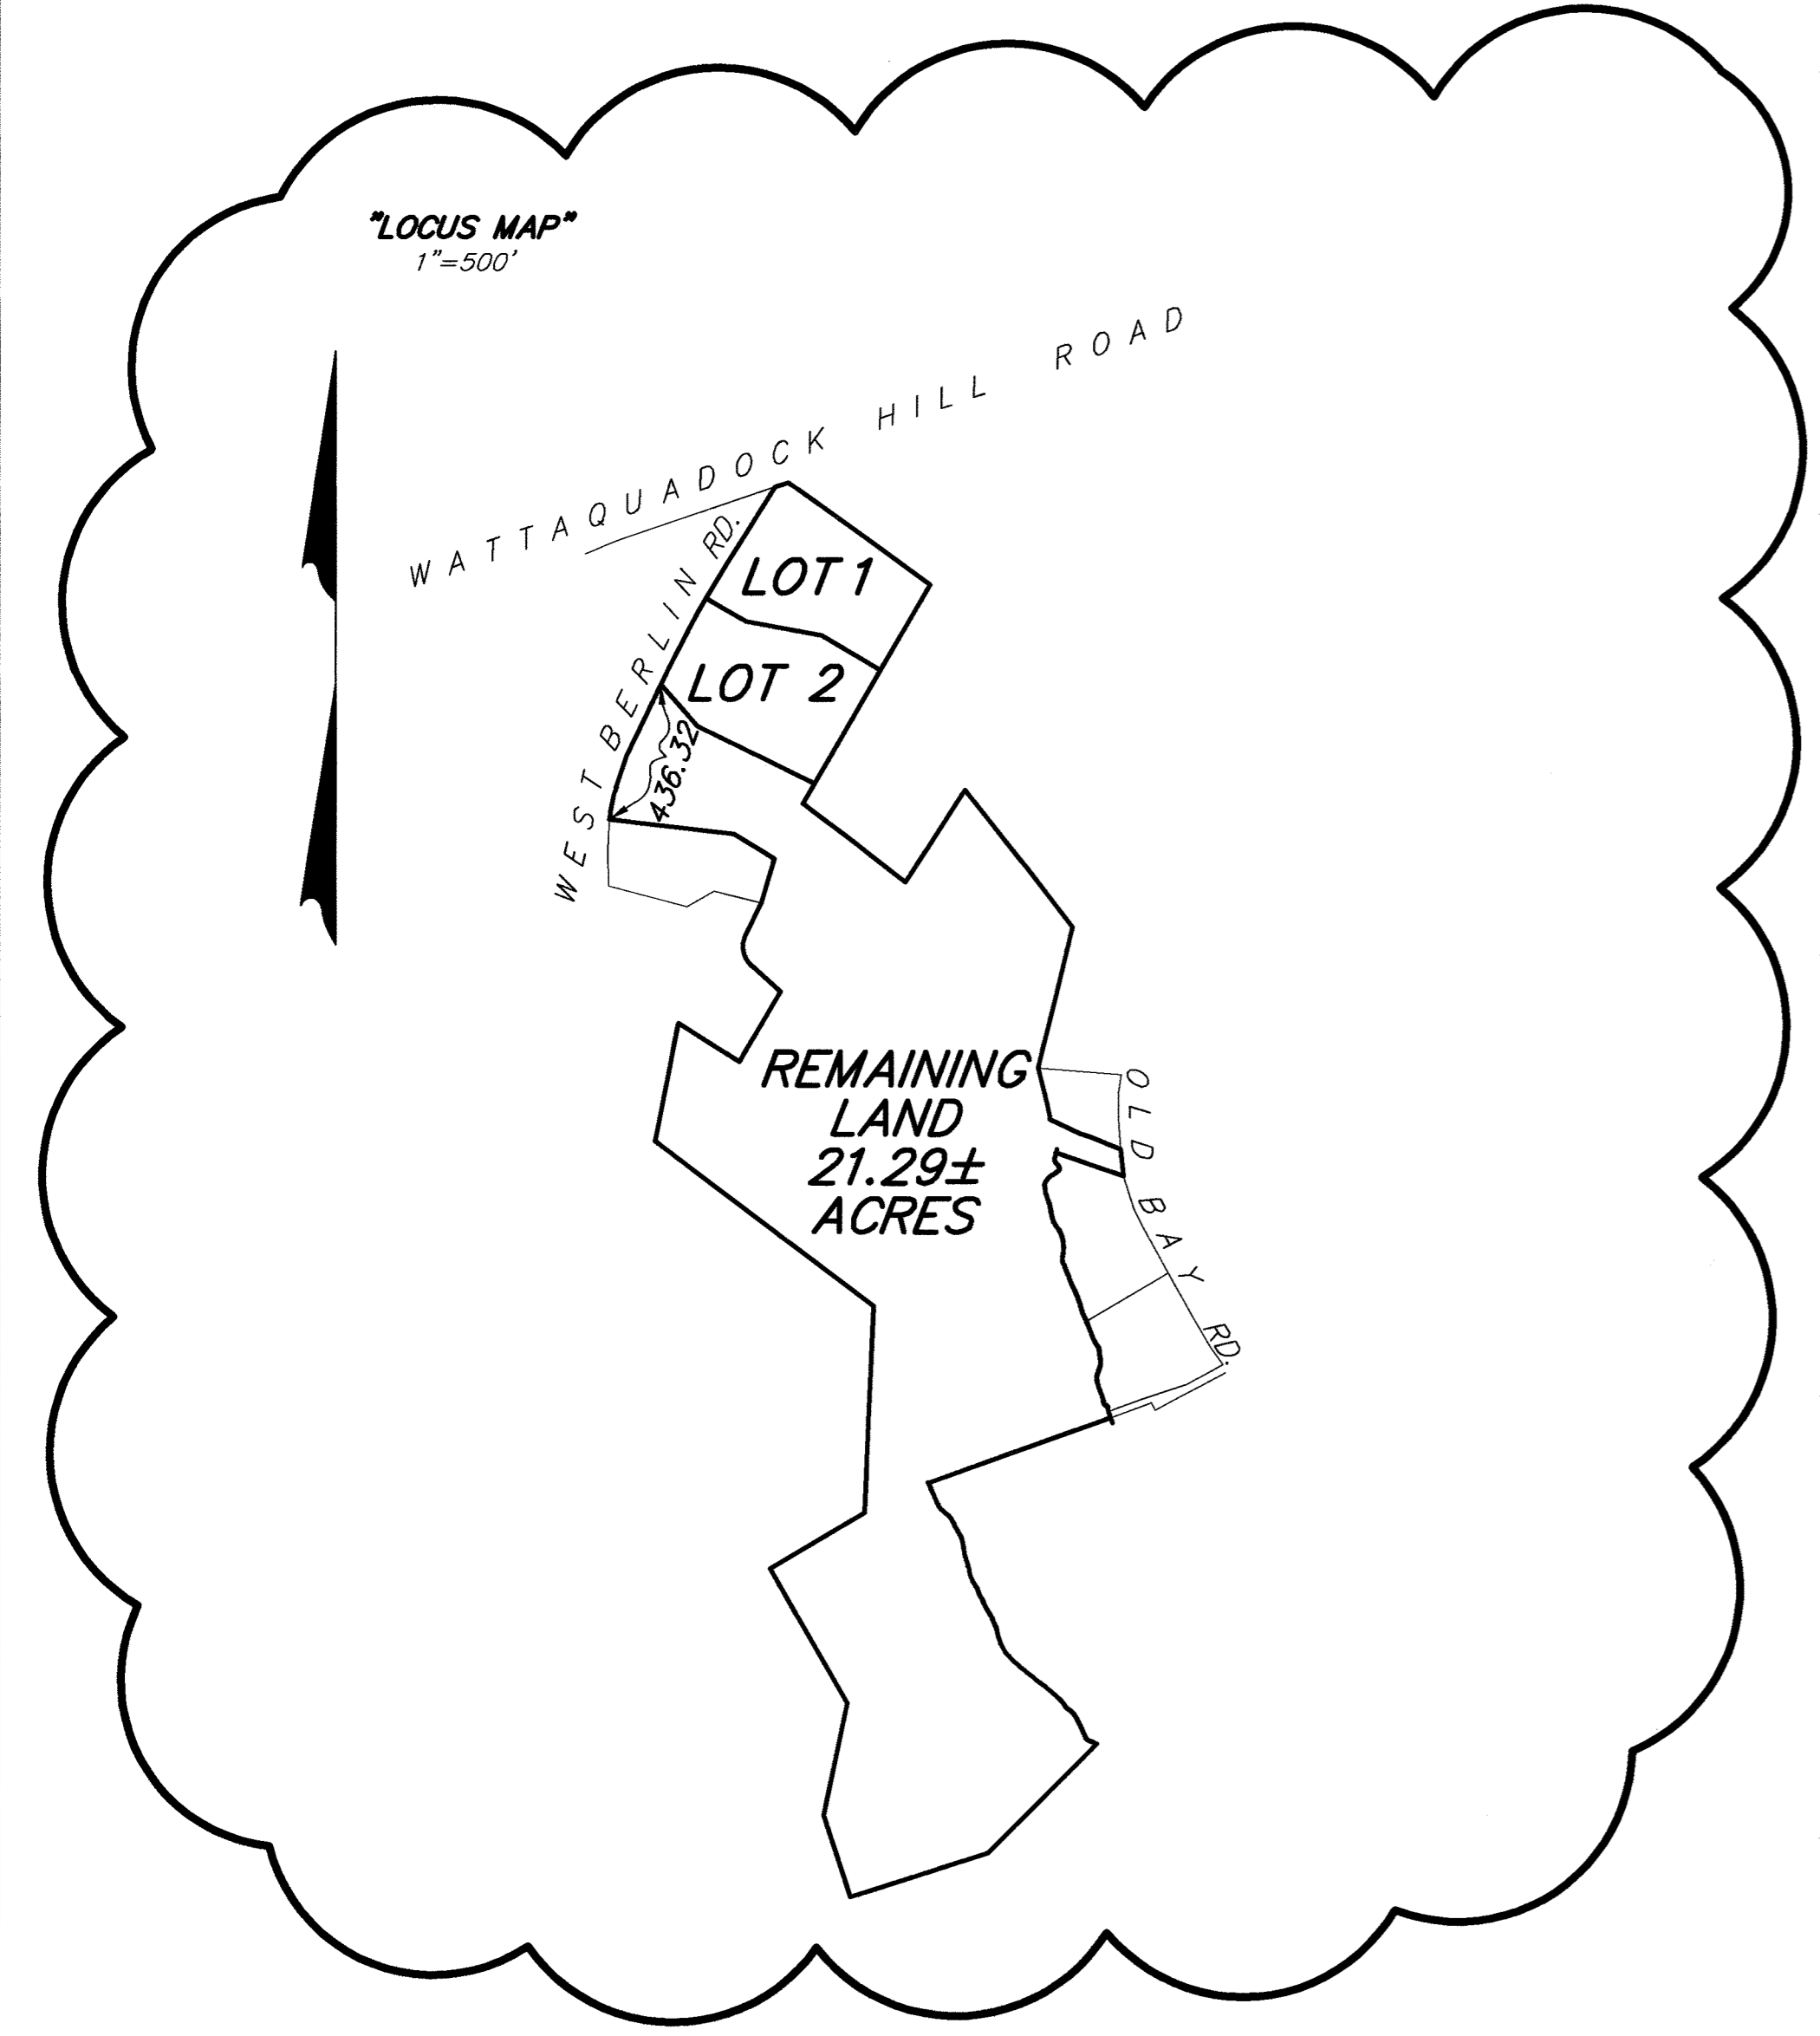 "LOCUS MAP"
1"=500'
WATTAQUADOCK HILL ROAD
WEST BERLIN RD.
LOT 1
LOT 2
436.32
REMAINING
LAND
21.29±
ACRES
OLD BAY RD.